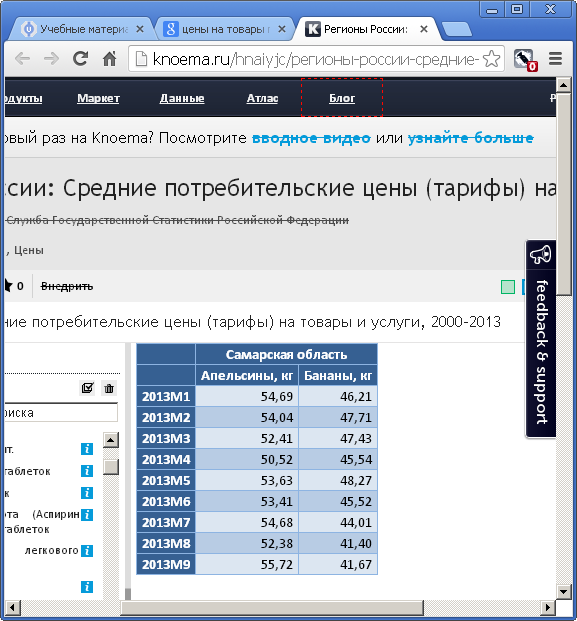 Учебные матери
цены на товары
Регионы России:
knoema.ru/hnaiyjc/регионы-россии-средние-
0
одукты Маркет Данные Атлас Блог
овый раз на Knoema? Посмотрите вводное видео или узнайте больше
сии: Средние потребительские цены (тарифы) на
Служба Государственной Статистики Российской Федерации
, Цены
0 Внедрить
feedback & support
ние потребительские цены (тарифы) на товары и услуги, 2000-2013
Самарская область
Апельсины, кг Бананы, кг
2013M1 54,69 46,21
2013M2 54,04 47,71
2013M3 52,41 47,43
2013M4 50,52 45,54
2013M5 53,63 48,27
2013M6 53,41 45,52
2013M7 54,68 44,01
2013M8 52,38 41,40
2013M9 55,72 41,67
риска
т.
таблеток
к
ота (Аспирин
таблеток
легкового